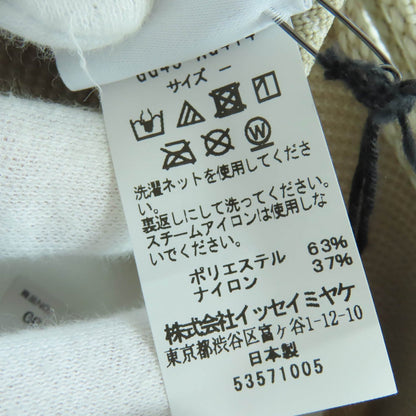 サイズ －
洗濯ネットを使用してくださ
い。
裏返しにして洗ってください。
スチームアイロンは使用しな
いでください。
ポリエステル 63%
ナイロン 37%
株式会社イッセイミヤケ
東京都渋谷区富ヶ谷1-12-10
日本製
53571005